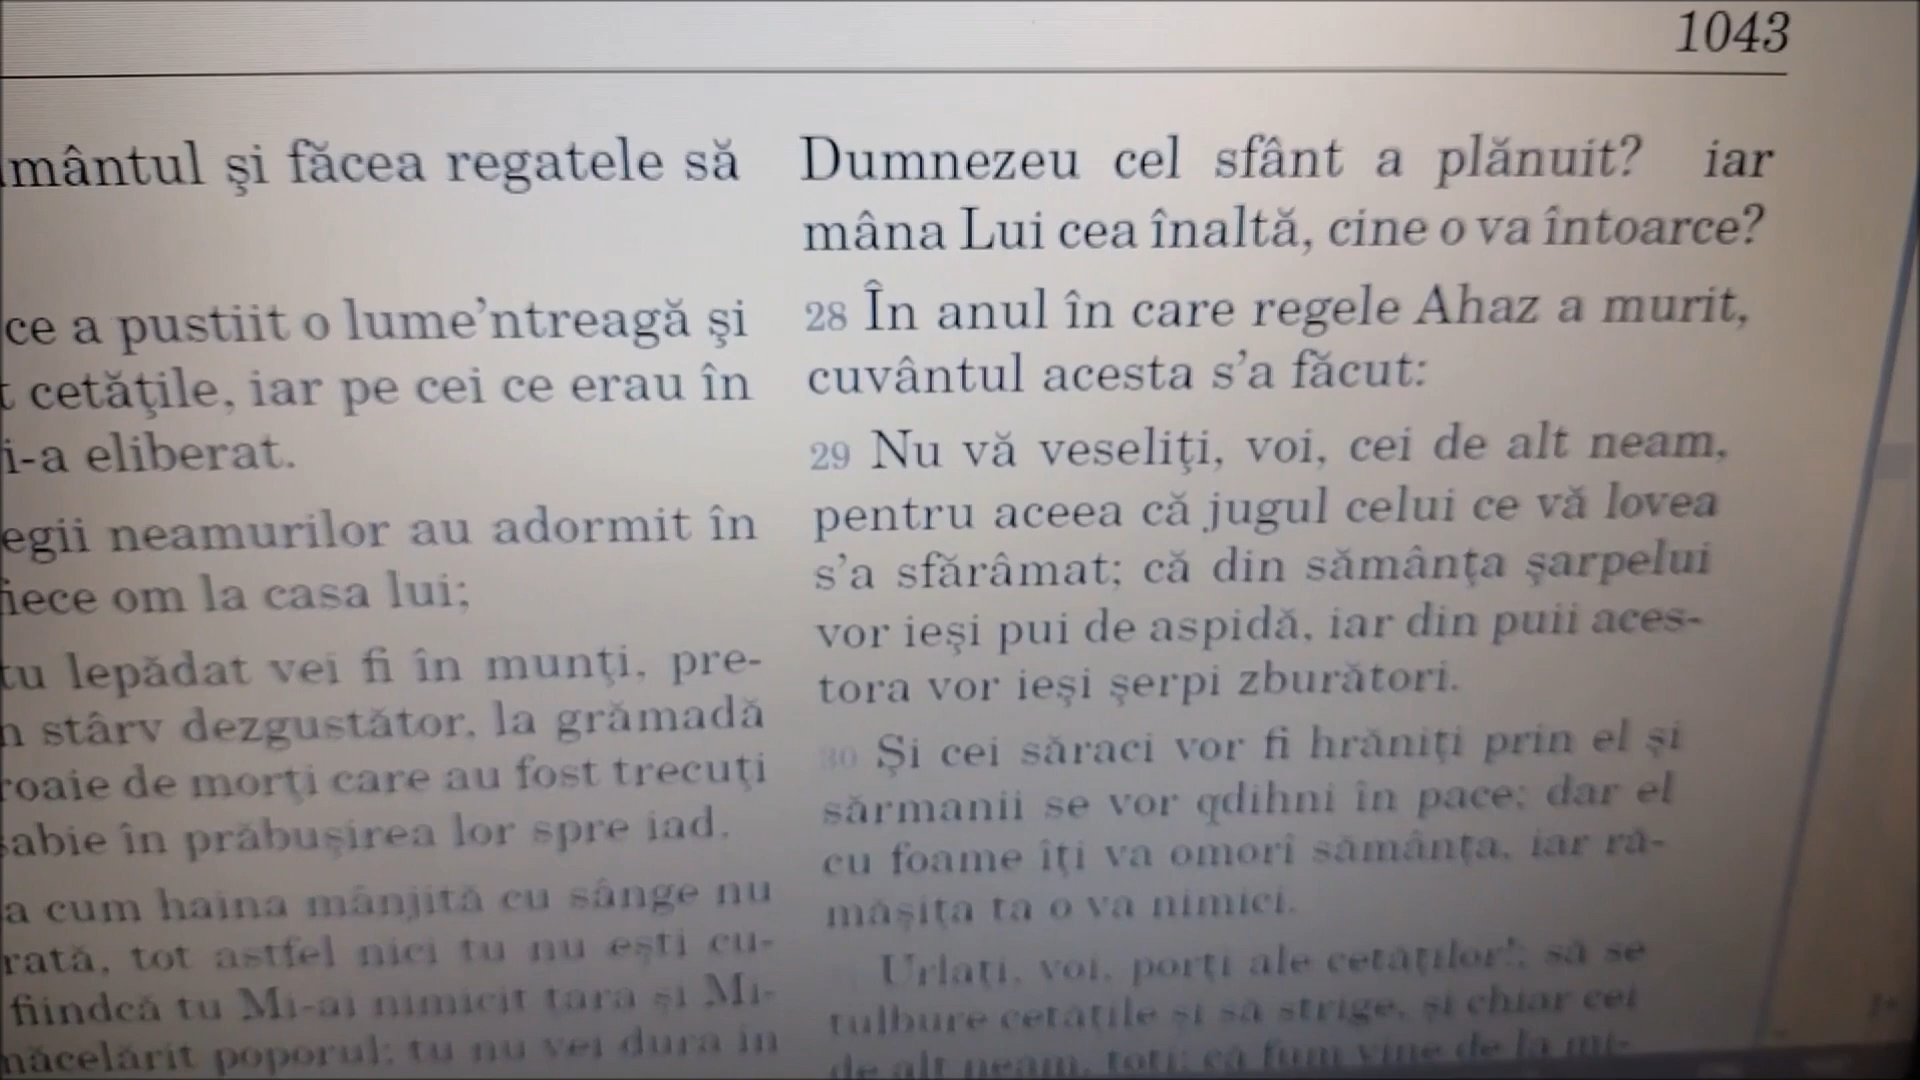 1043
mântul şi făcea regatele să
ce a pustiit o lume’ntreagă şi
cetăţile, iar pe cei ce erau în
i-a eliberat.
egii neamurilor au adormit în
iece om la casa lui;
tu lepădat vei fi în munţi, pre-
n stârv dezgustător, la grămadă
roaie de morţi care au fost trecuţi
sabie în prăbuşirea lor spre iad.
a cum haina mânjită cu sânge nu
rată, tot astfel nici tu nu eşti cu-
fiindcă tu Mi-ai nimicit ţara şi Mi-
măcelărit poporul; tu nu vei dura în
Dumnezeu cel sfânt a plănuit? iar
mâna Lui cea înaltă, cine o va întoarce?
28 În anul în care regele Ahaz a murit,
cuvântul acesta s’a făcut:
29 Nu vă veseliţi, voi, cei de alt neam,
pentru aceea că jugul celui ce vă lovea
s’a sfărâmat; că din sămânţa şarpelui
vor ieşi pui de aspidă, iar din puii aces-
tora vor ieşi şerpi zburători.
30 Şi cei săraci vor fi hrăniţi prin el şi
sărmanii se vor qdihni în pace; dar el
cu foame îţi va omorî sămânţa, iar ră-
măşiţa ta o va nimici.
Urlaţi, voi, porţi ale cetăţilor!; să se
tulbure cetăţile şi să strige, şi chiar cei
de alt neam, toţi; că fum vine de la mi-